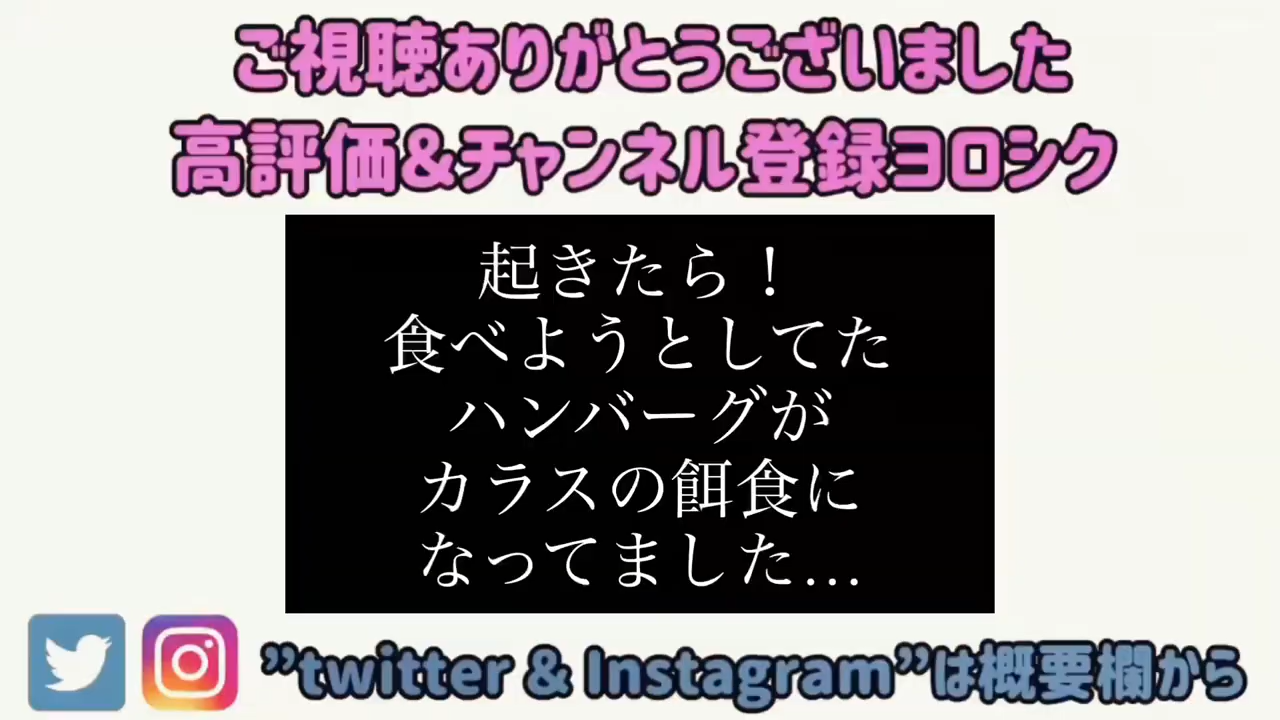 ご視聴ありがとうございました
高評価&チャンネル登録ヨロシク
起きたら！
食べようとしてた
ハンバーグが
カラスの餌食に
なってました…
”twitter & Instagram”は概要欄から